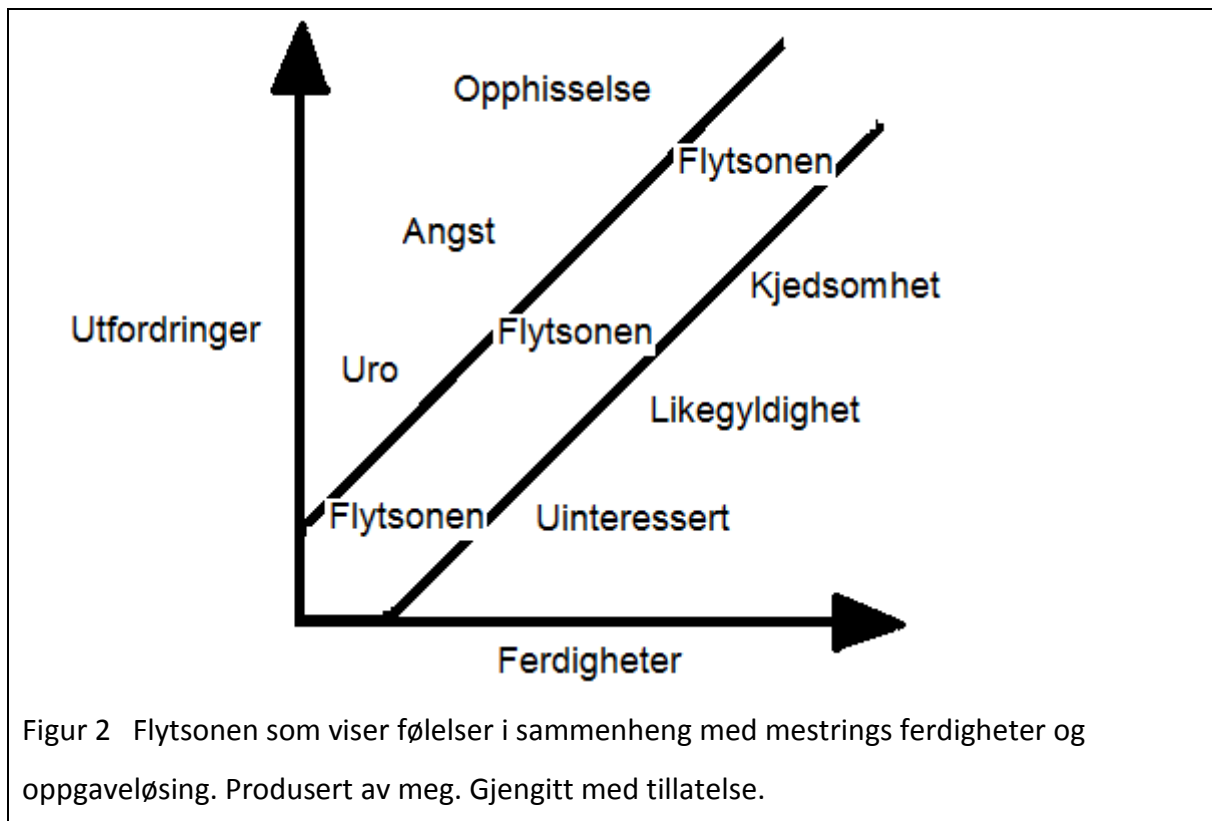 Opphisselse
Flytsonen
Angst
Kjedsomhet
Utfordringer
Flytsonen
Uro
Likegyldighet
Flytsonen
Uinteressert
Ferdigheter
Figur 2   Flytsonen som viser følelser i sammenheng med mestrings ferdigheter og
oppgaveløsing. Produsert av meg. Gjengitt med tillatelse.